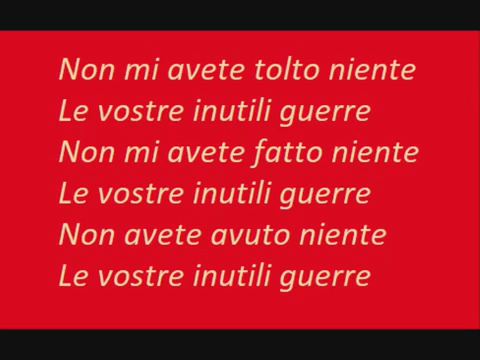 Non mi avete tolto niente
Le vostre inutili guerre
Non mi avete fatto niente
Le vostre inutili guerre
Non avete avuto niente
Le vostre inutili guerre